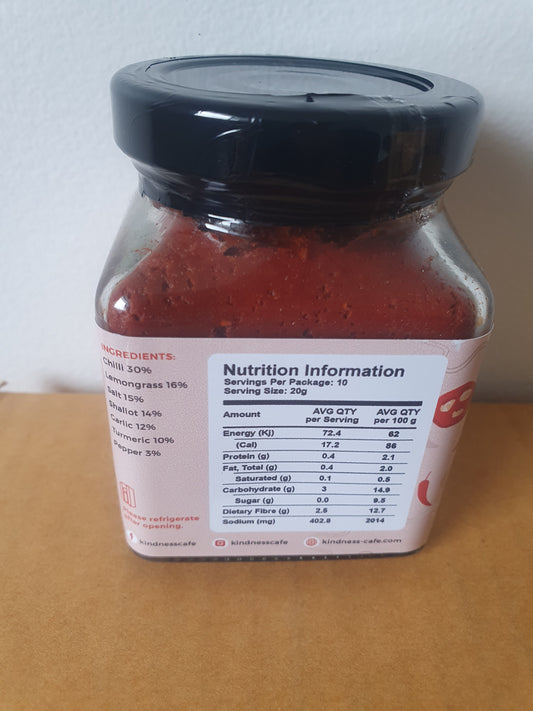 INGREDIENTS:
Chilli 30%
Lemongrass 16%
Salt 15%
Shallot 14%
Garlic 12%
Turmeric 10%
Pepper 3%
Please refrigerate
after opening.
Nutrition Information
Servings Per Package: 10
Serving Size: 20g
Amount AVG QTY per Serving AVG QTY per 100 g
Energy (Kj) 72.4 62
(Cal) 17.2 86
Protein (g) 0.4 2.1
Fat, Total (g) 0.4 2.0
Saturated (g) 0.1 0.5
Carbohydrate (g) 3 14.9
Sugar (g) 0.0 9.5
Dietary Fibre (g) 2.5 12.7
Sodium (mg) 402.8 2014
f kindnesscafe kindnesscafe kindness-cafe.com